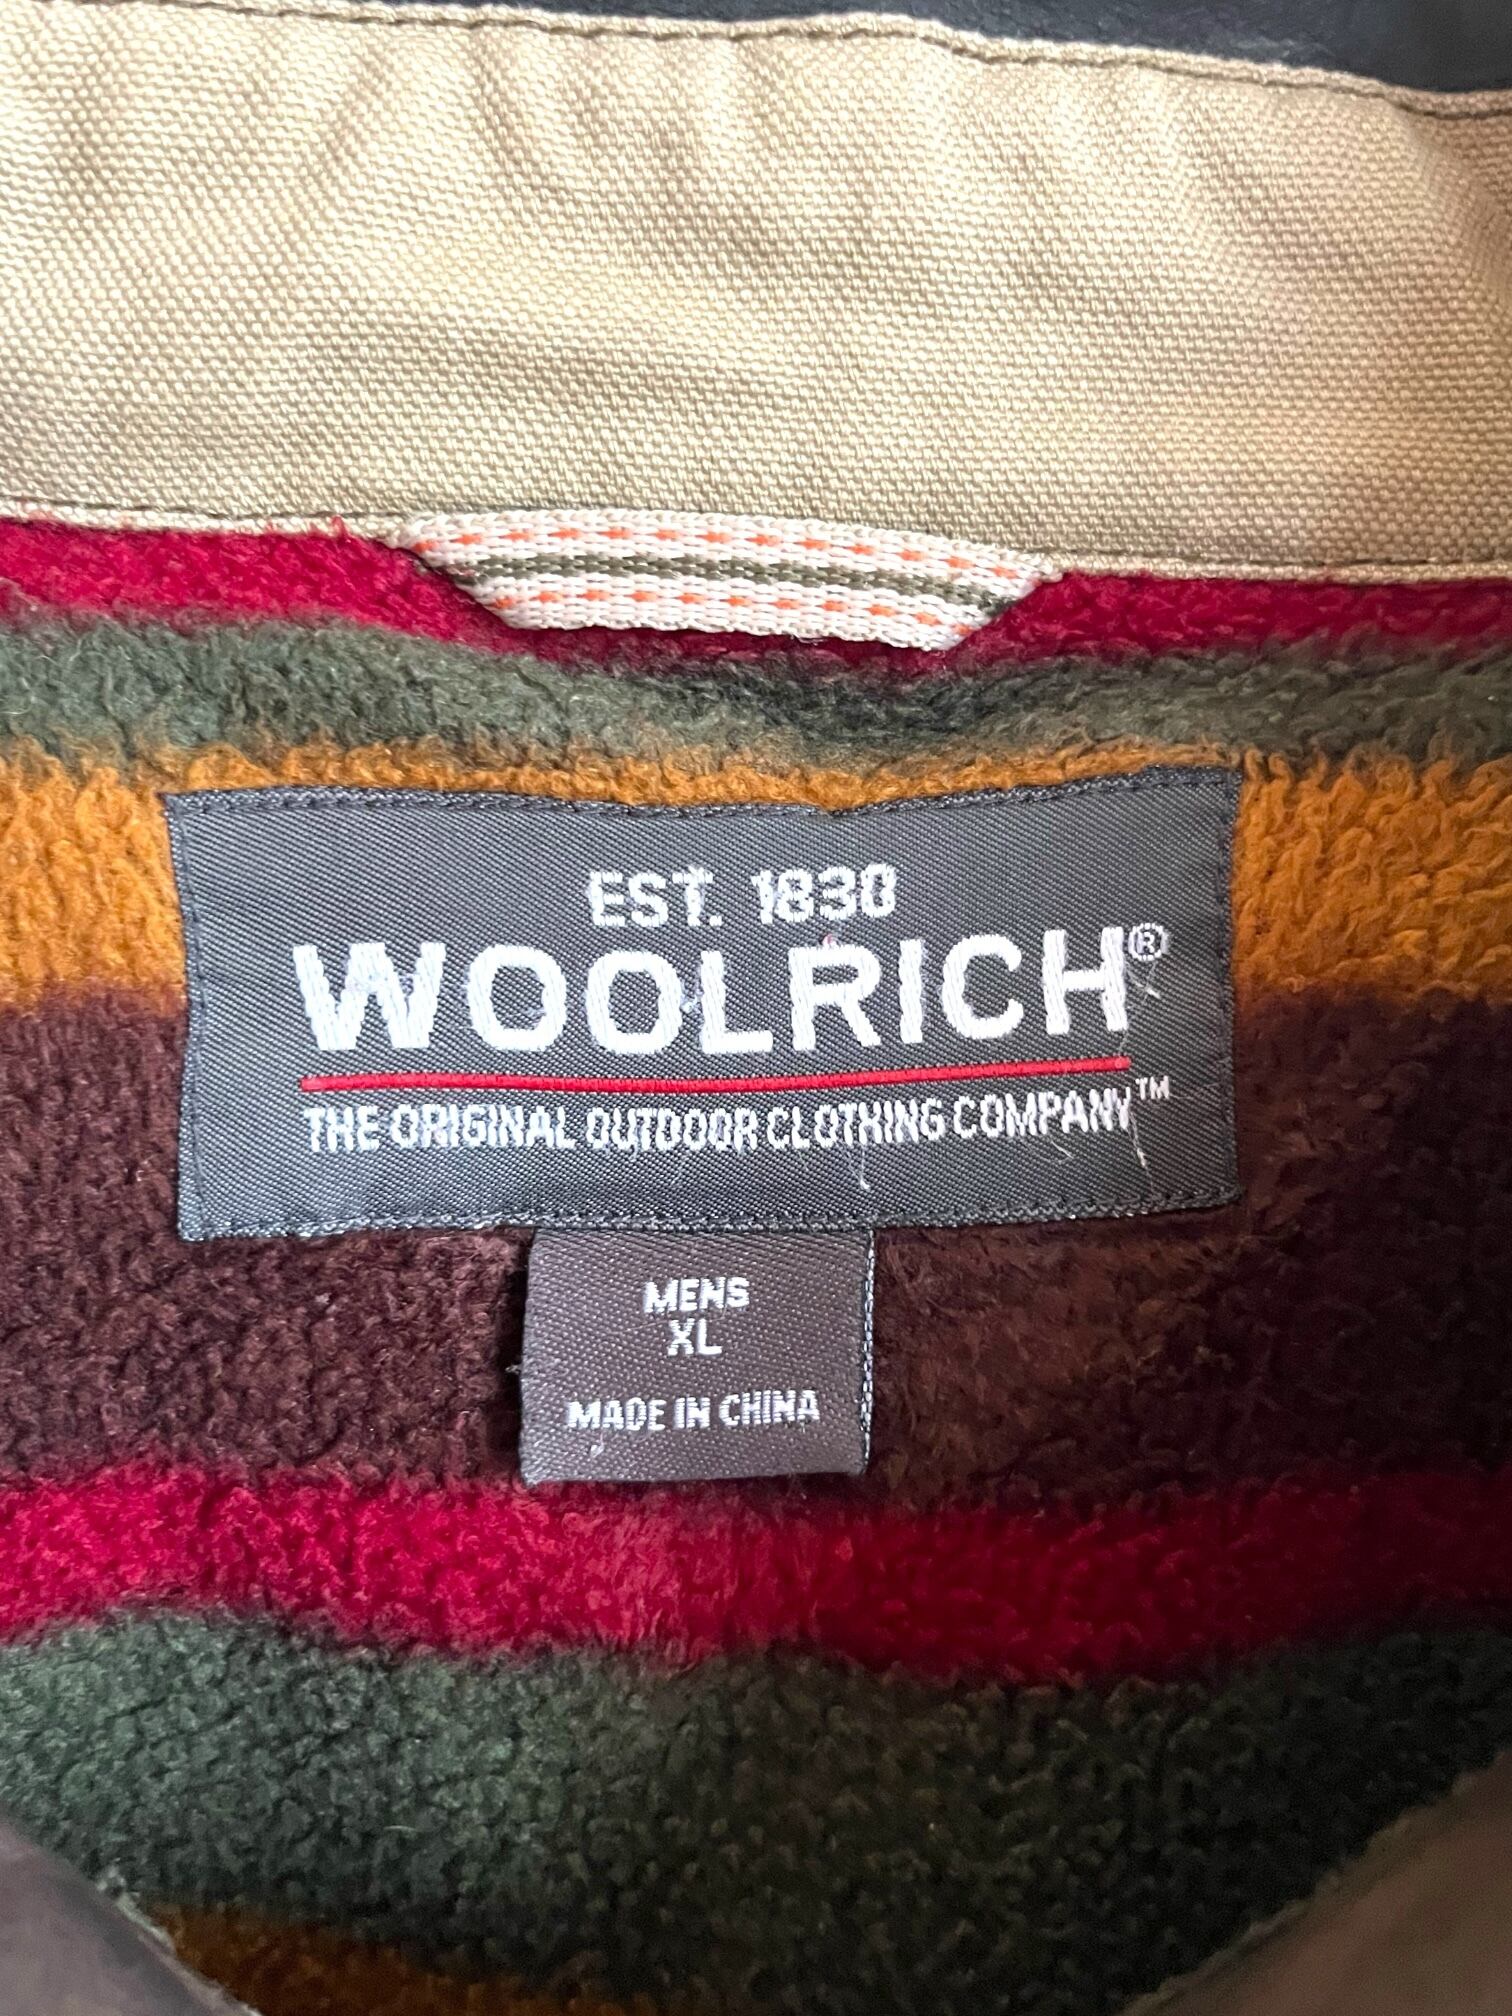 EST. 1830
WOOLRICH®
THE ORIGINAL OUTDOOR CLOTHING COMPANY™
MENS
XL
MADE IN CHINA